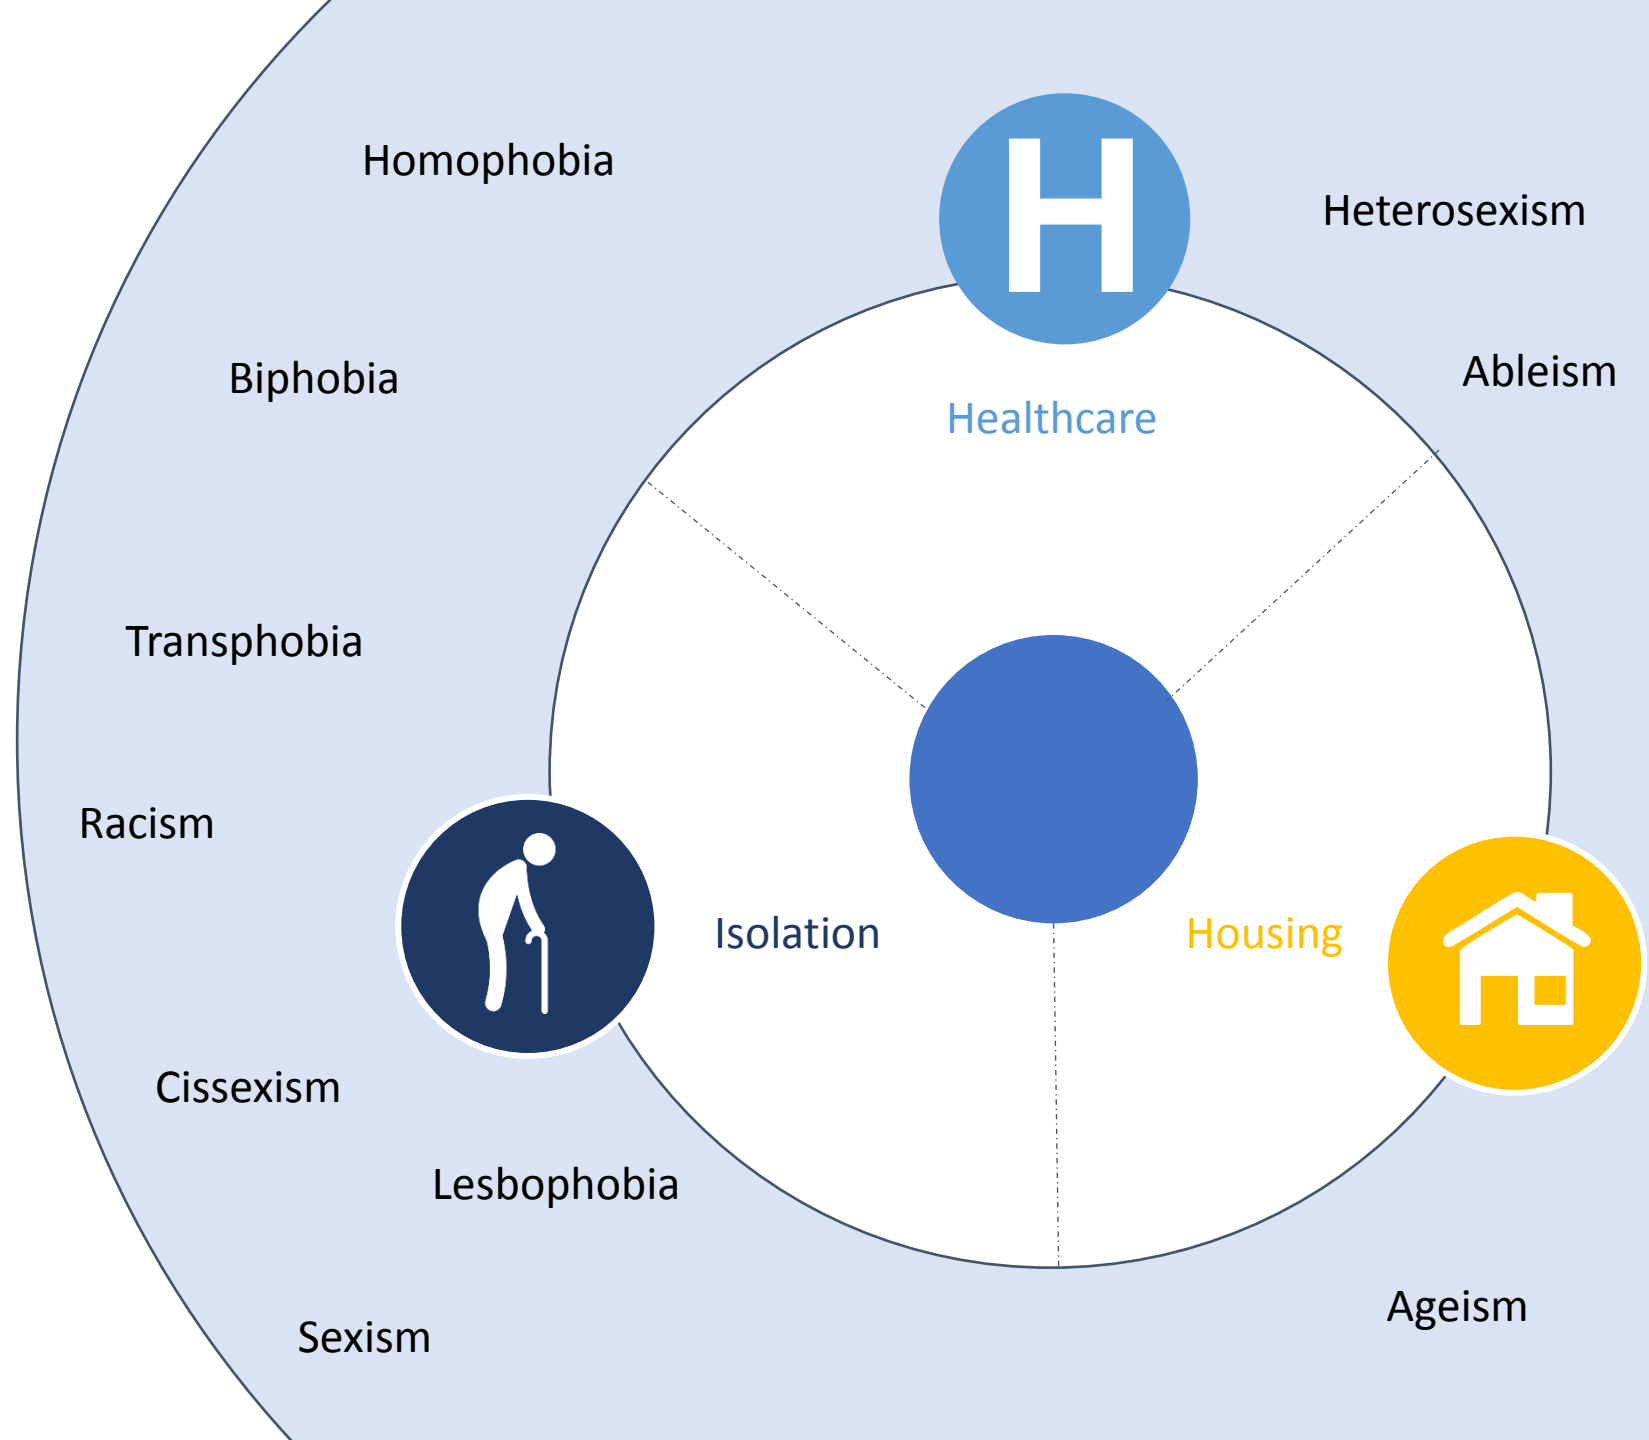 Homophobia
H
Heterosexism
Biphobia
Ableism
Healthcare
Transphobia
Racism
Isolation
Housing
Cissexism
Lesbophobia
Ageism
Sexism